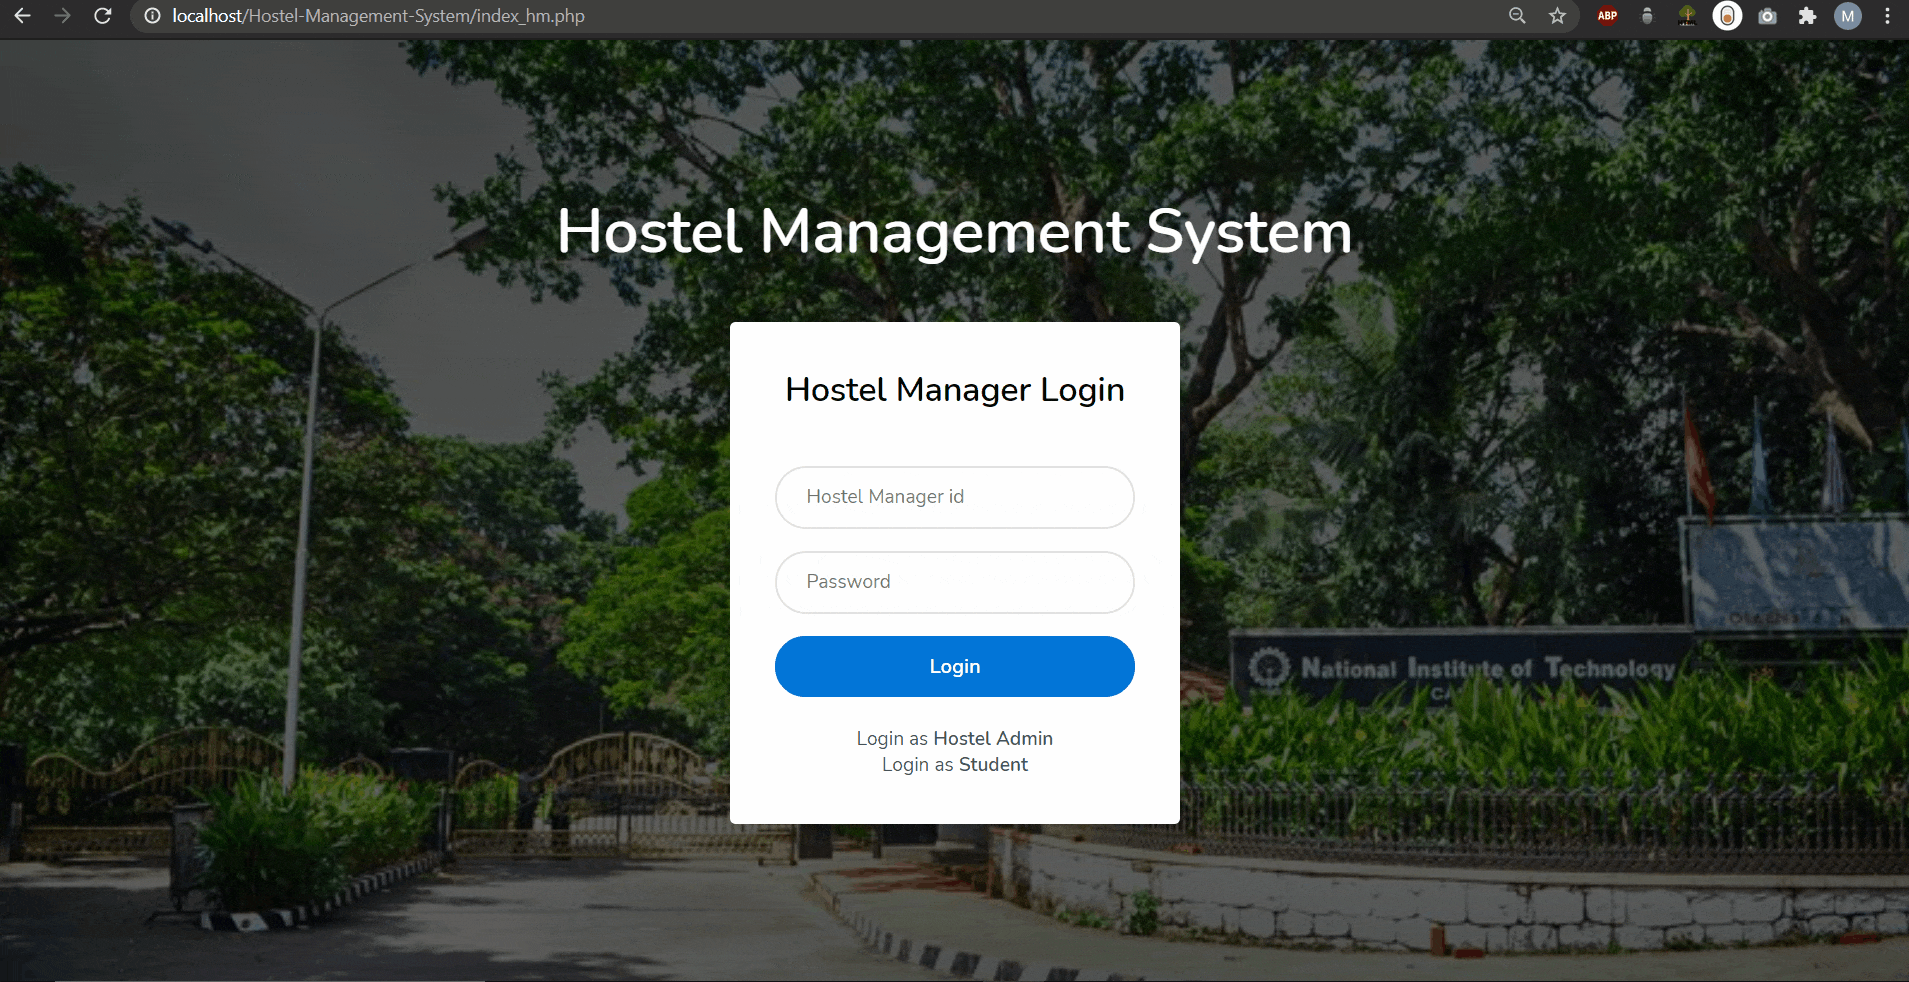 localhost/Hostel-Management-System/index_hm.php
ABP
M
Hostel Management System
Hostel Manager Login
Hostel Manager id
Password
Login
Login as Hostel Admin
Login as Student
National Institute of Technology